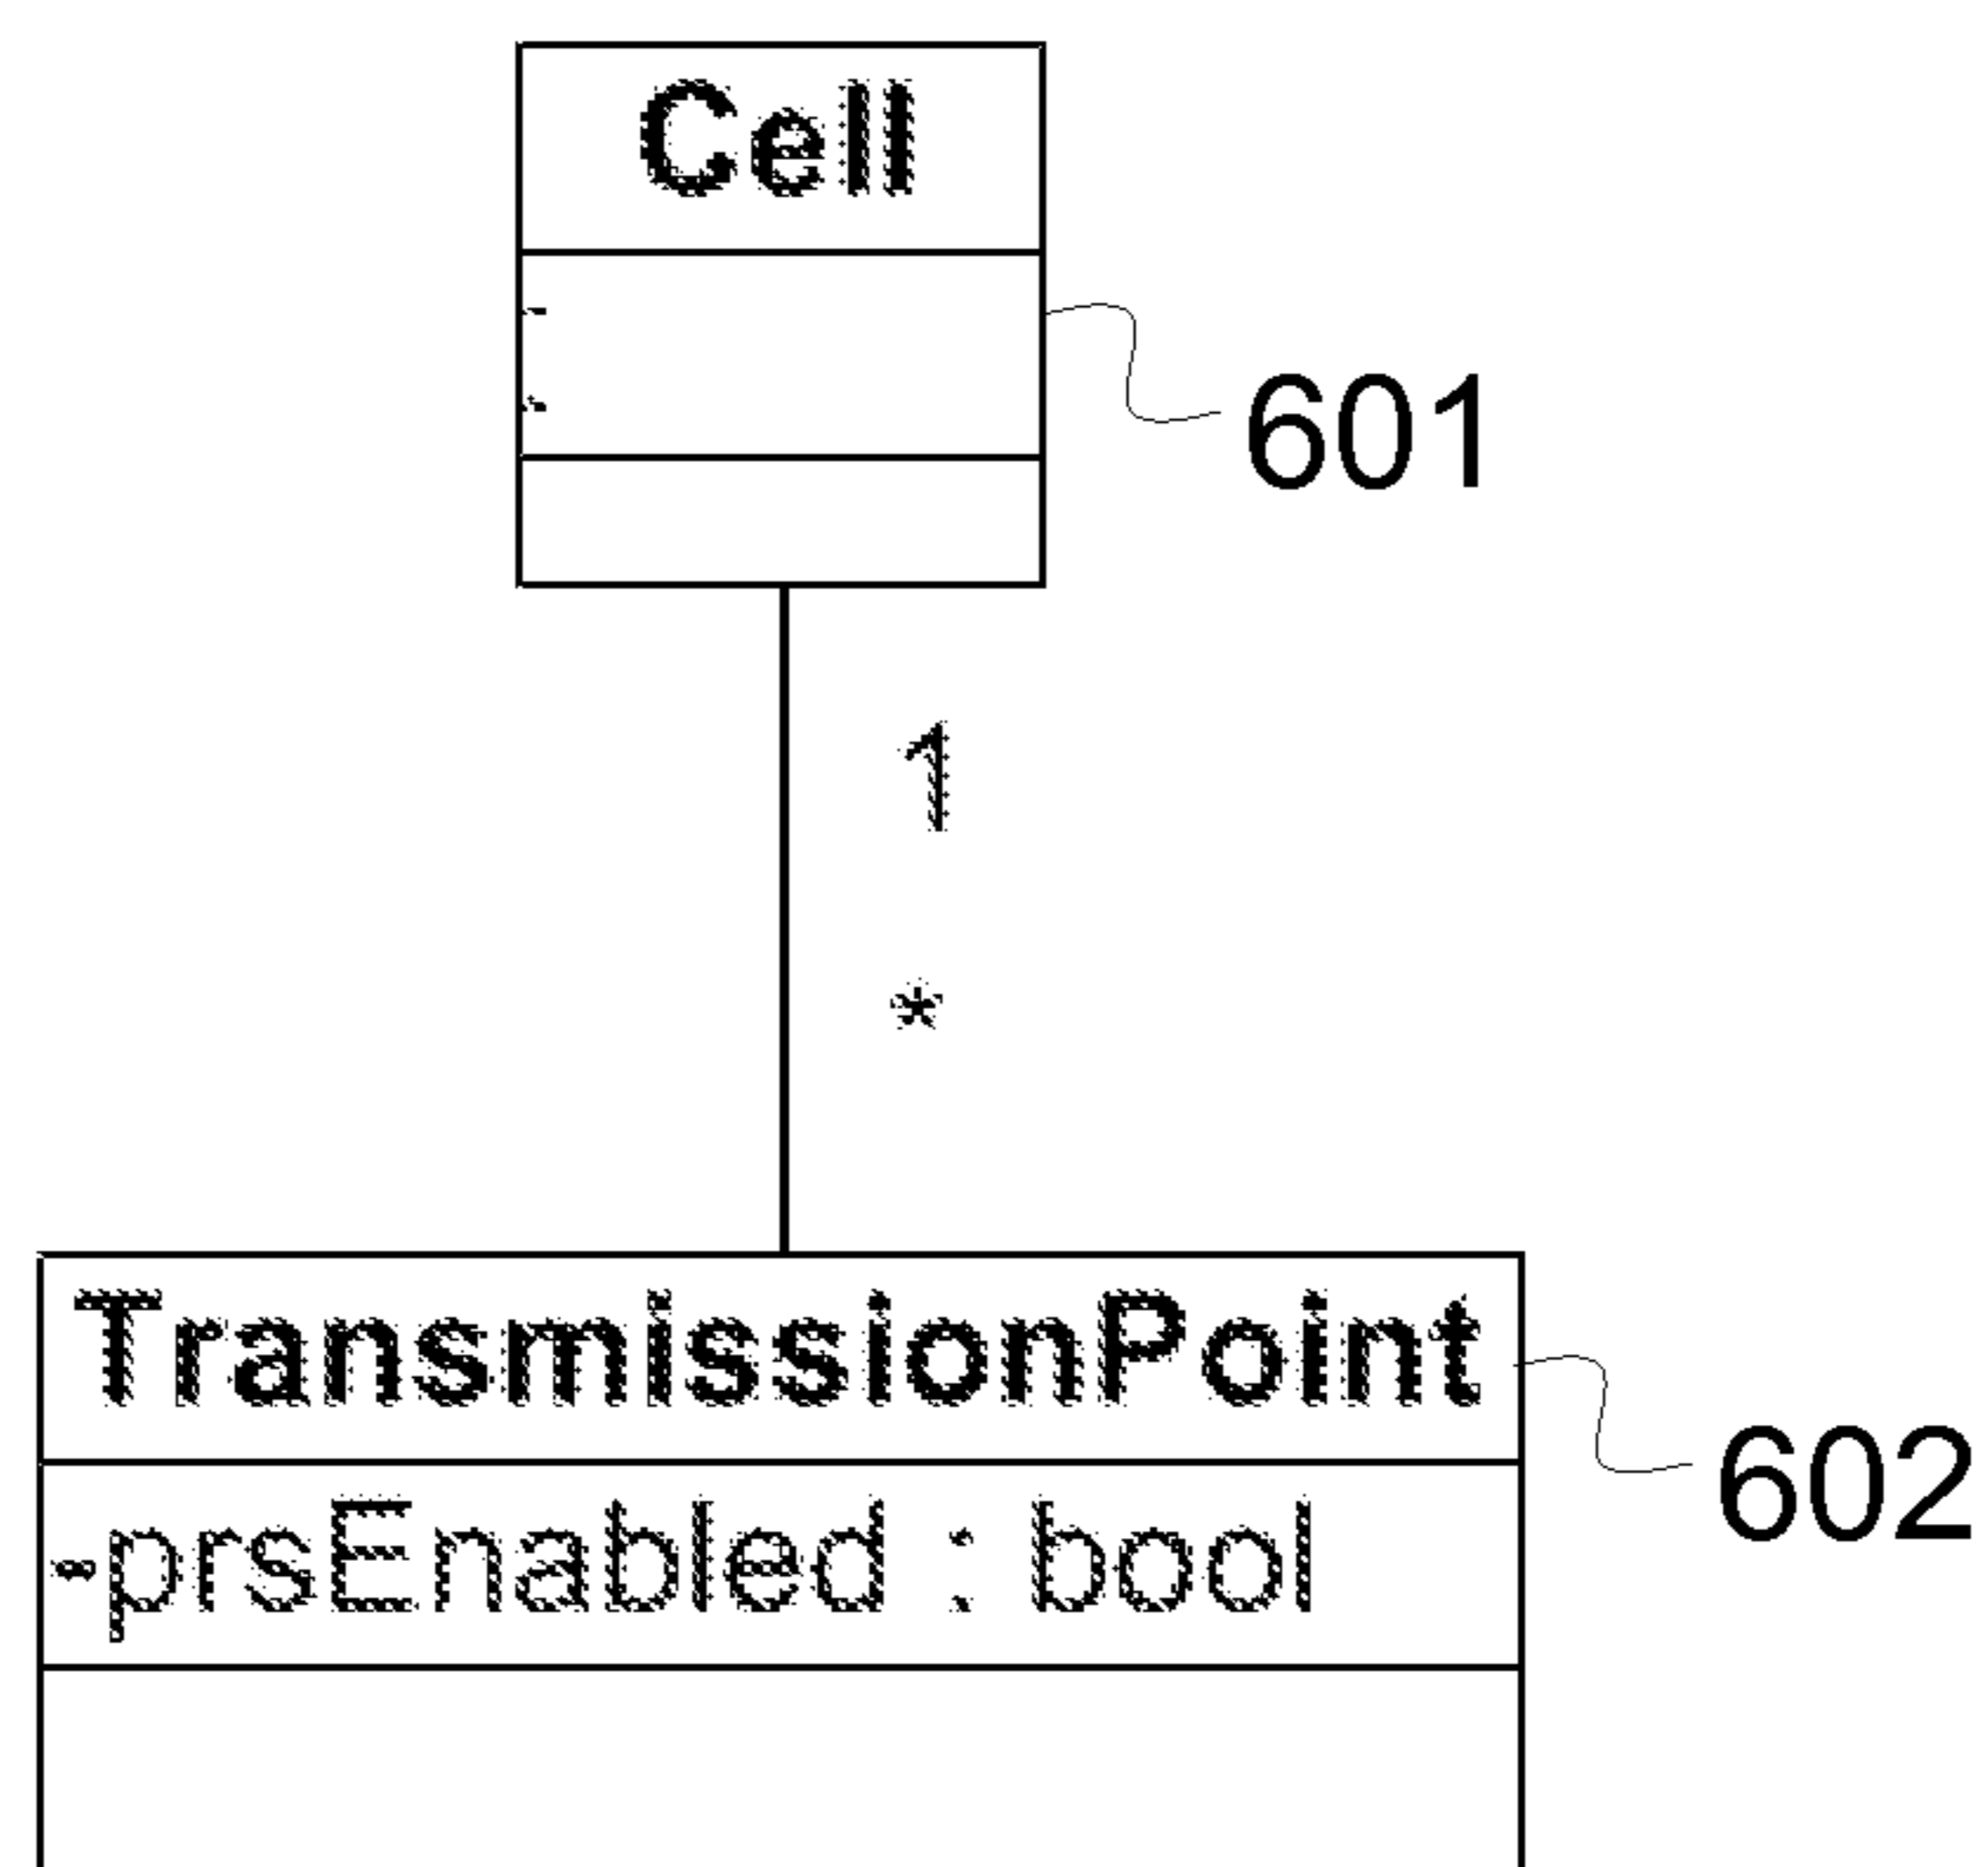 Cell
-
-
601
1
*
TransmissionPoint
602
-prsEnabled : bool